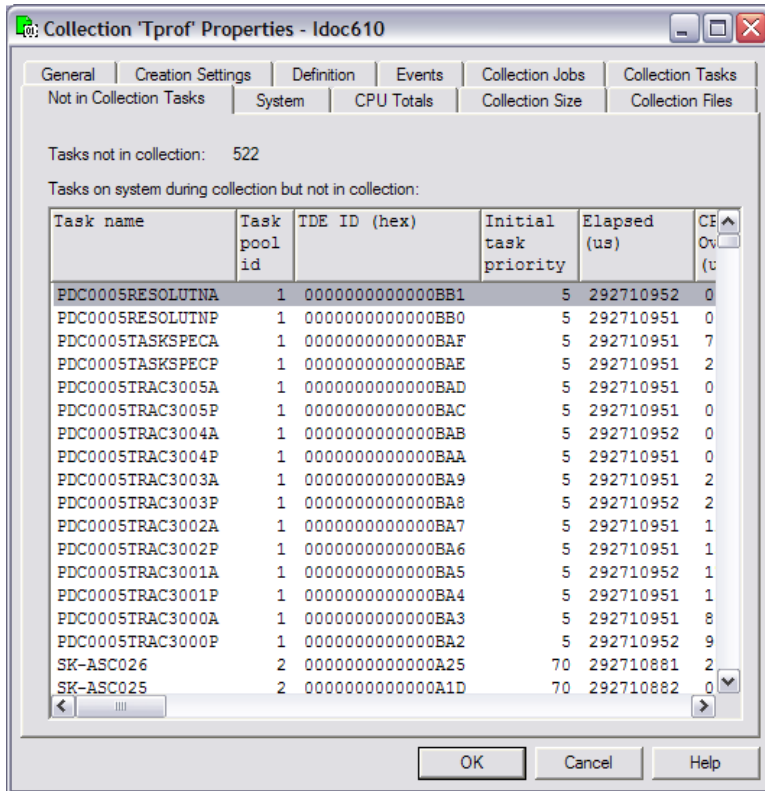 Collection 'Tprof' Properties - Idoc610
General Creation Settings Definition Events Collection Jobs Collection Tasks
Not in Collection Tasks System CPU Totals Collection Size Collection Files
Tasks not in collection: 522
Tasks on system during collection but not in collection:
Task name Task TDE ID (hex) Initial Elapsed
pool task (us)
id priority
PDC0005RESOLUTNA 1 0000000000000BB1 5 292710952 0
PDC0005RESOLUTNP 1 0000000000000BB0 5 292710951 0
PDC0005TASKSPECA 1 0000000000000BAF 5 292710951 7
PDC0005TASKSPECP 1 0000000000000BAE 5 292710951 2
PDC0005TRAC3005A 1 0000000000000BAD 5 292710951 0
PDC0005TRAC3005P 1 0000000000000BAC 5 292710951 0
PDC0005TRAC3004A 1 0000000000000BAB 5 292710952 0
PDC0005TRAC3004P 1 0000000000000BAA 5 292710951 0
PDC0005TRAC3003A 1 0000000000000BA9 5 292710951 2
PDC0005TRAC3003P 1 0000000000000BA8 5 292710952 2
PDC0005TRAC3002A 1 0000000000000BA7 5 292710951 1
PDC0005TRAC3002P 1 0000000000000BA6 5 292710951 1
PDC0005TRAC3001A 1 0000000000000BA5 5 292710952 1
PDC0005TRAC3001P 1 0000000000000BA4 5 292710951 1
PDC0005TRAC3000A 1 0000000000000BA3 5 292710951 8
PDC0005TRAC3000P 1 0000000000000BA2 5 292710952 9
SK-ASC026 2 0000000000000A25 70 292710881 2
SK-ASC025 2 0000000000000A1D 70 292710882 0
OK Cancel Help